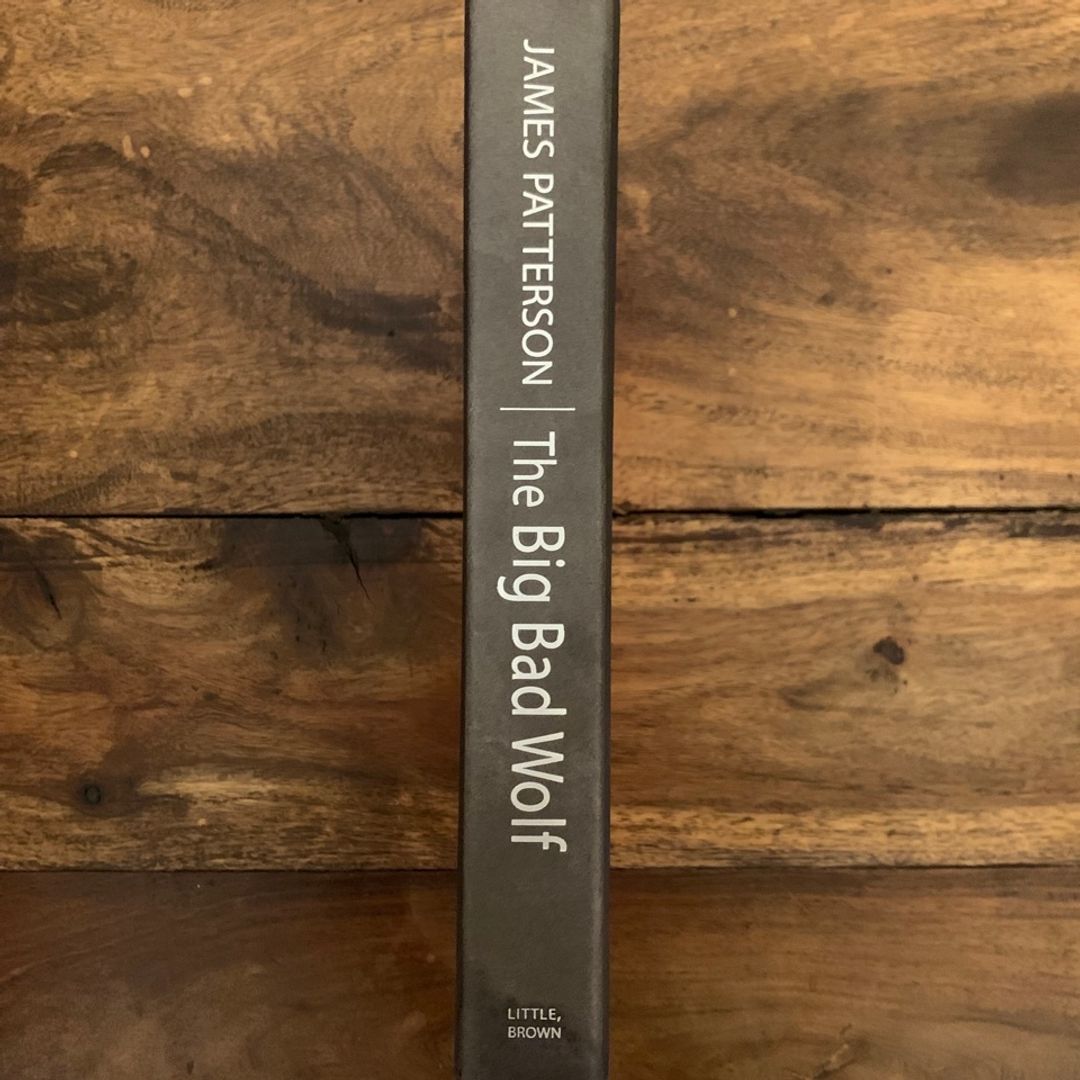 JAMES PATTERSON | The Big Bad Wolf
LITTLE,
BROWN